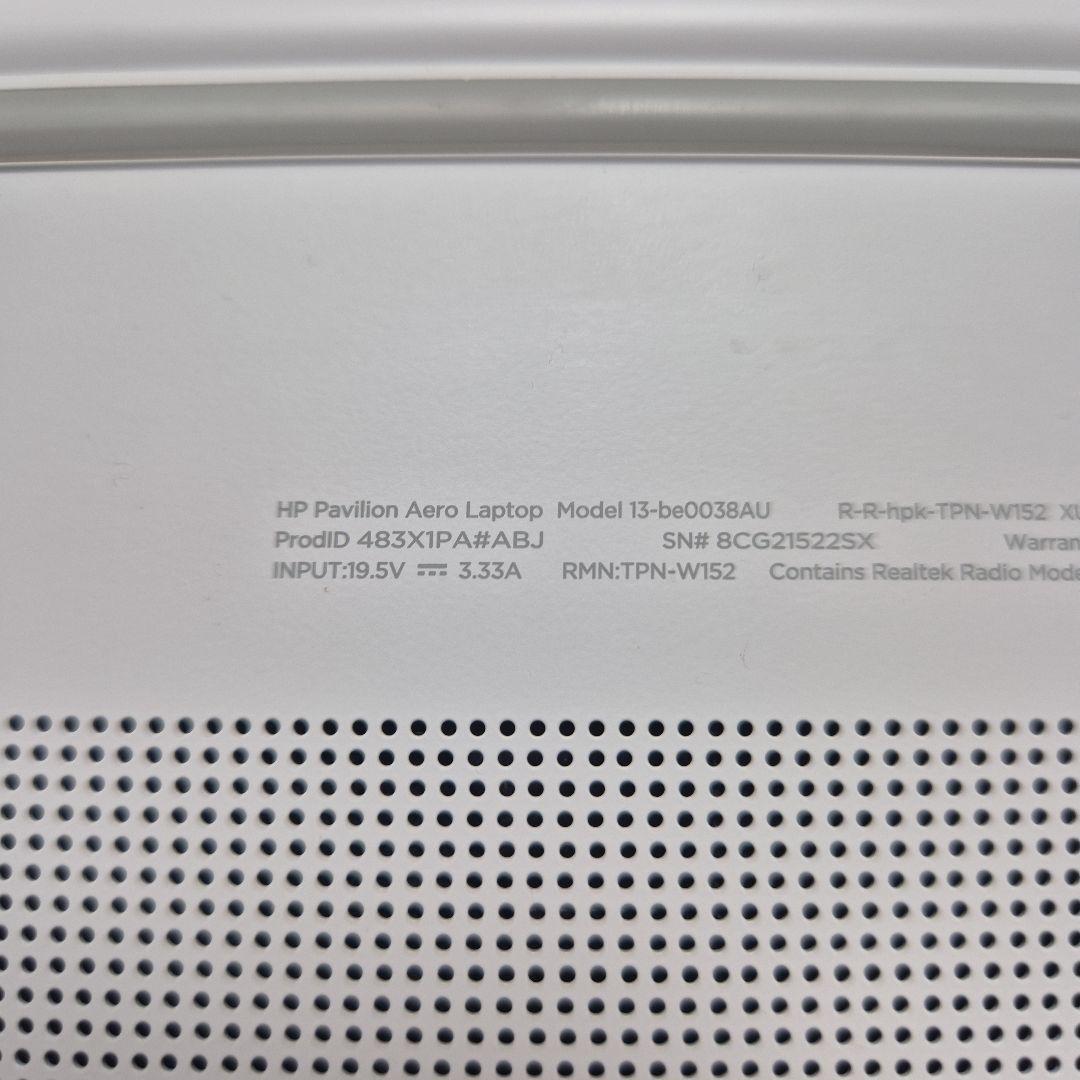 HP Pavilion Aero Laptop Model 13-be0038AU R-R-hpk-TPN-W152
ProdID 483X1PA#ABJ SN# 8CG21522SX
INPUT:19.5V ⎓ 3.33A RMN:TPN-W152 Contains Realtek Radio